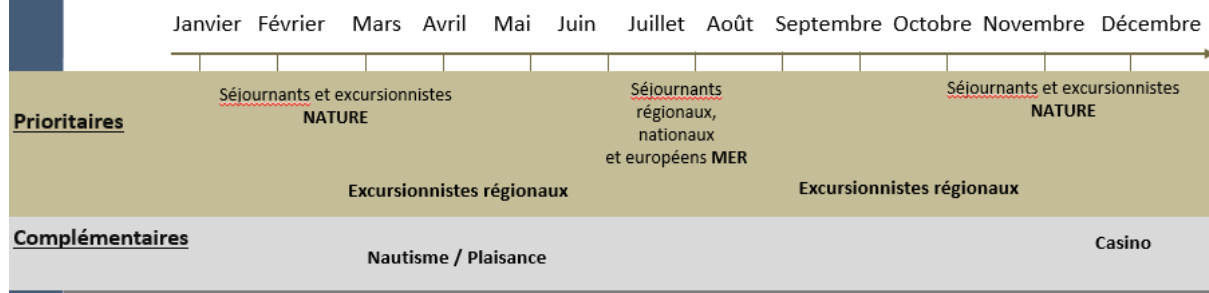 Janvier Février Mars Avril Mai Juin Juillet Août Septembre Octobre Novembre Décembre
Prioritaires
Séjournants et excursionnistes
NATURE
Séjournants
régionaux,
nationaux
et européens MER
Séjournants et excursionnistes
NATURE
Excursionnistes régionaux
Excursionnistes régionaux
Complémentaires
Nautisme / Plaisance
Casino